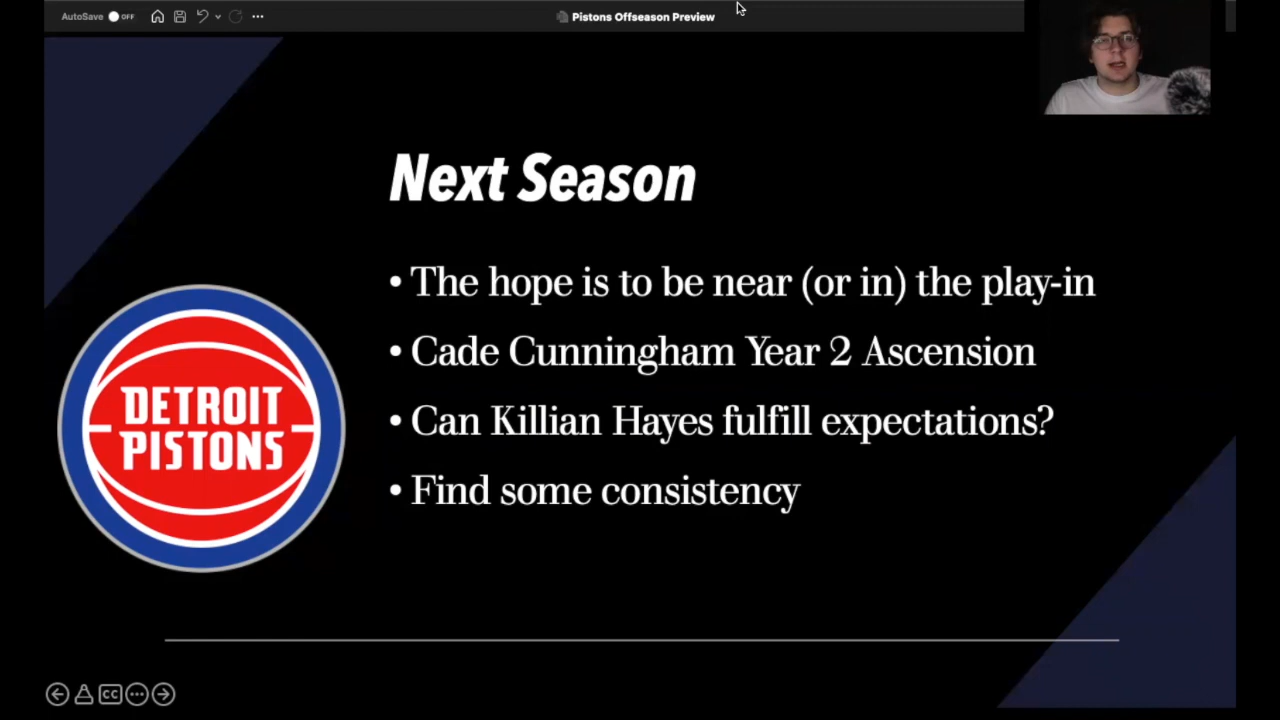 AutoSave OFF
Pistons Offseason Preview
Next Season
• The hope is to be near (or in) the play-in
• Cade Cunningham Year 2 Ascension
• Can Killian Hayes fulfill expectations?
• Find some consistency
DETROIT
PISTONS
CC